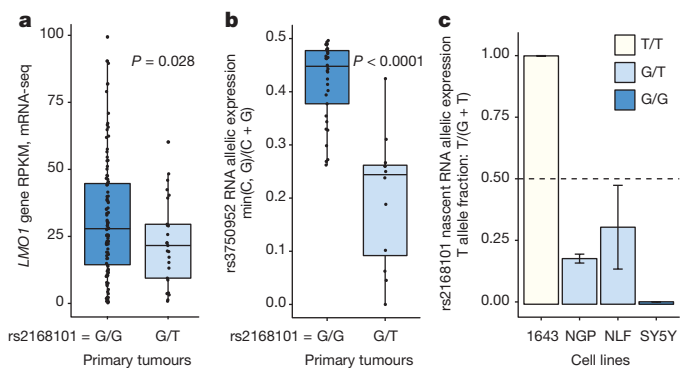 a
P = 0.028
LMO1 gene RPKM, mRNA-seq
100
75
50
25
0
rs2168101 = G/G G/T
Primary tumours
b
P < 0.0001
rs3750952 RNA allelic expression
min(C, G)/(C + G)
0.5
0.4
0.3
0.2
0.1
0.0
rs2168101 = G/G G/T
Primary tumours
c
T/T
G/T
G/G
rs2168101 nascent RNA allelic expression
T allele fraction: T/(G + T)
1.00
0.75
0.50
0.25
0.00
1643 NGP NLF SY5Y
Cell lines